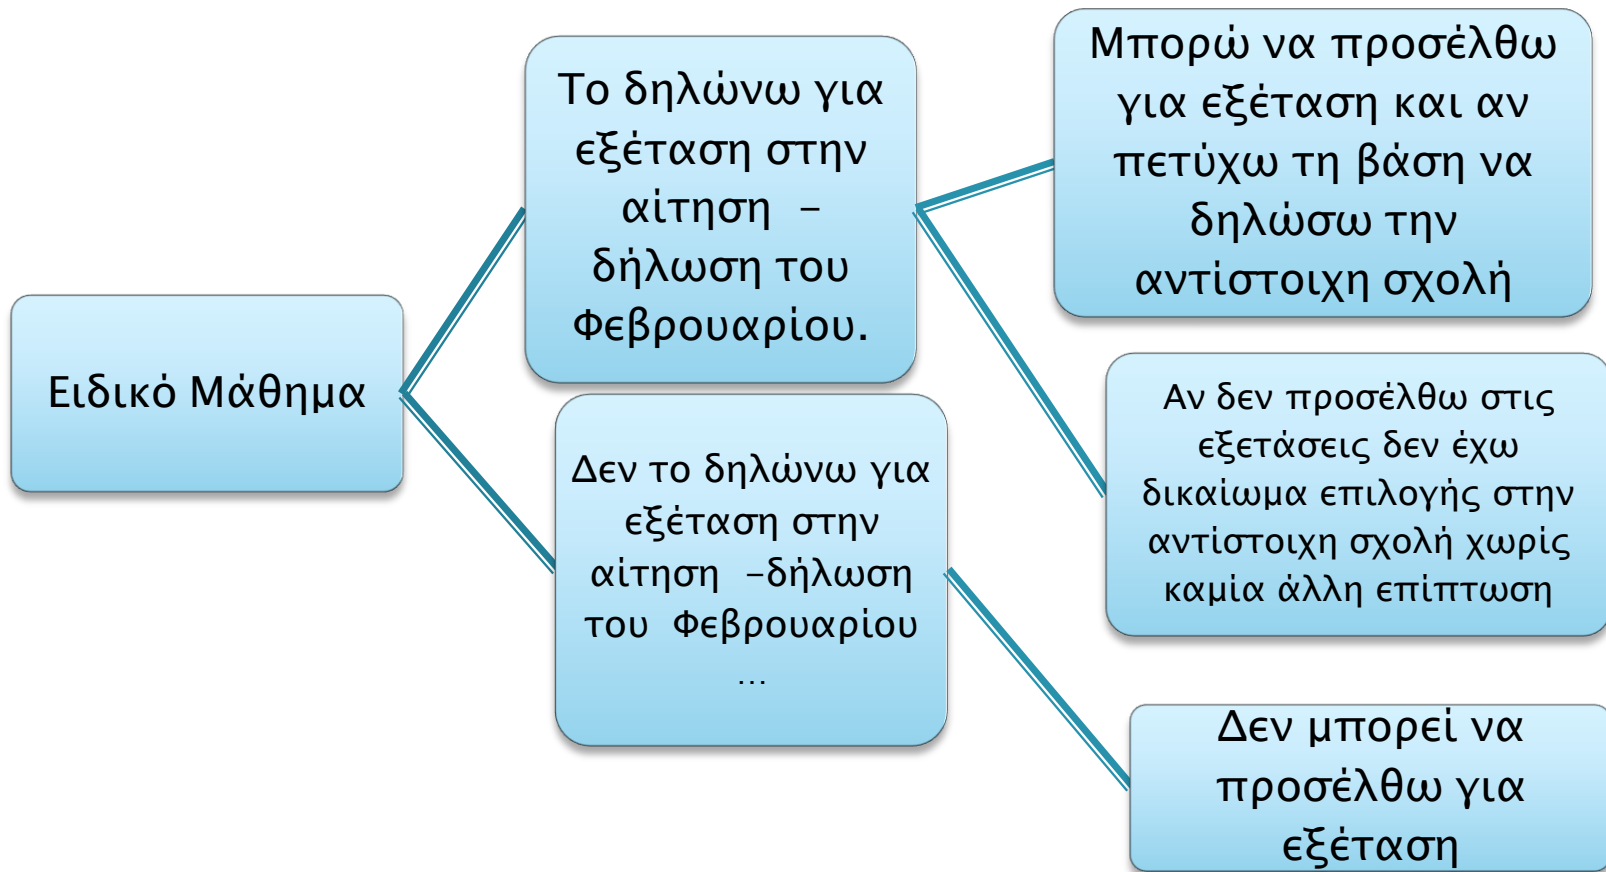 Ειδικό Μάθημα
Το δηλώνω για
εξέταση στην
αίτηση –
δήλωση του
Φεβρουαρίου.
Μπορώ να προσέλθω
για εξέταση και αν
πετύχω τη βάση να
δηλώσω την
αντίστοιχη σχολή
Αν δεν προσέλθω στις
εξετάσεις δεν έχω
δικαίωμα επιλογής στην
αντίστοιχη σχολή χωρίς
καμία άλλη επίπτωση
Δεν το δηλώνω για
εξέταση στην
αίτηση –δήλωση
του Φεβρουαρίου
...
Δεν μπορεί να
προσέλθω για
εξέταση